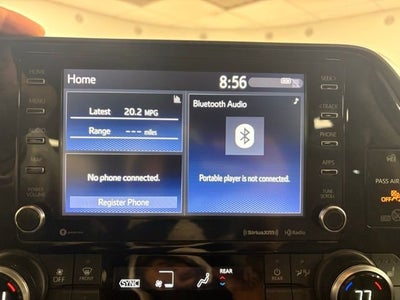 Home
8:56
HOME
MENU
AUDIO
MAP
POWER
VOLUME
Latest 20.2 MPG
Range --- miles
No phone connected.
Register Phone
Bluetooth Audio
Portable player is not connected.
SEEK>
<TRACK
PHONE
APPS
TUNE
SCROLL
PASS AIR
OFF
SiriusXM
HD Radio
OFF
FRONT
SYNC
REAR
REAR
77